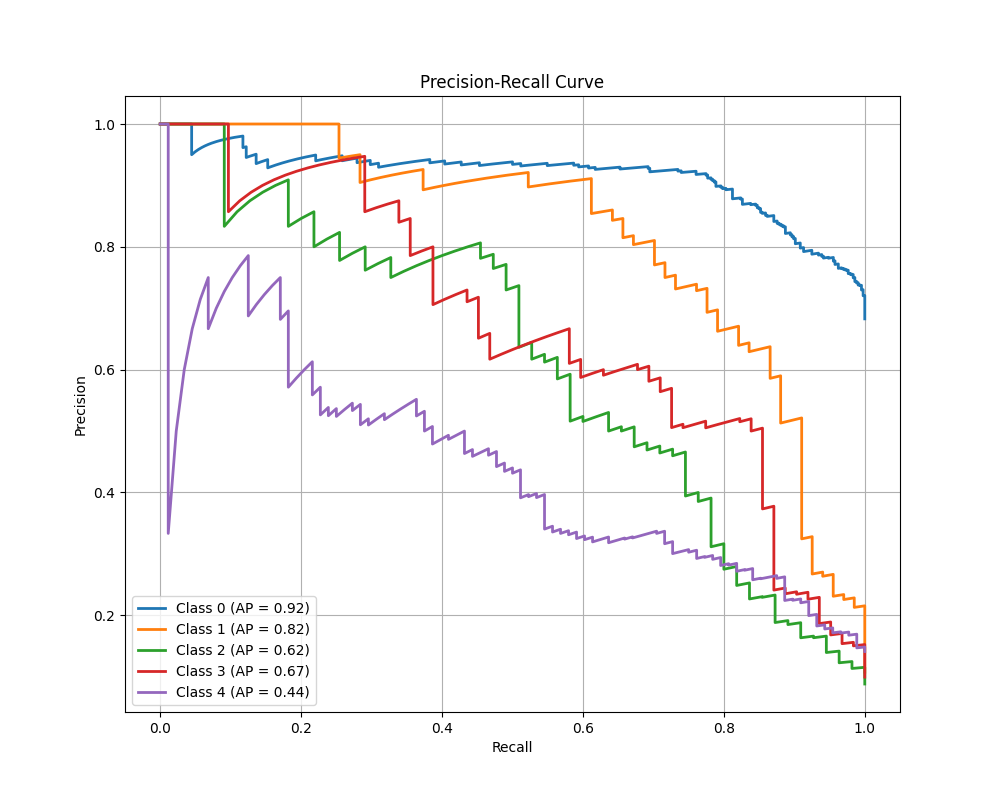 Precision-Recall Curve
Precision
1.0
0.8
0.6
0.4
0.2
Class 0 (AP = 0.92)
Class 1 (AP = 0.82)
Class 2 (AP = 0.62)
Class 3 (AP = 0.67)
Class 4 (AP = 0.44)
0.0 0.2 0.4 0.6 0.8 1.0
Recall